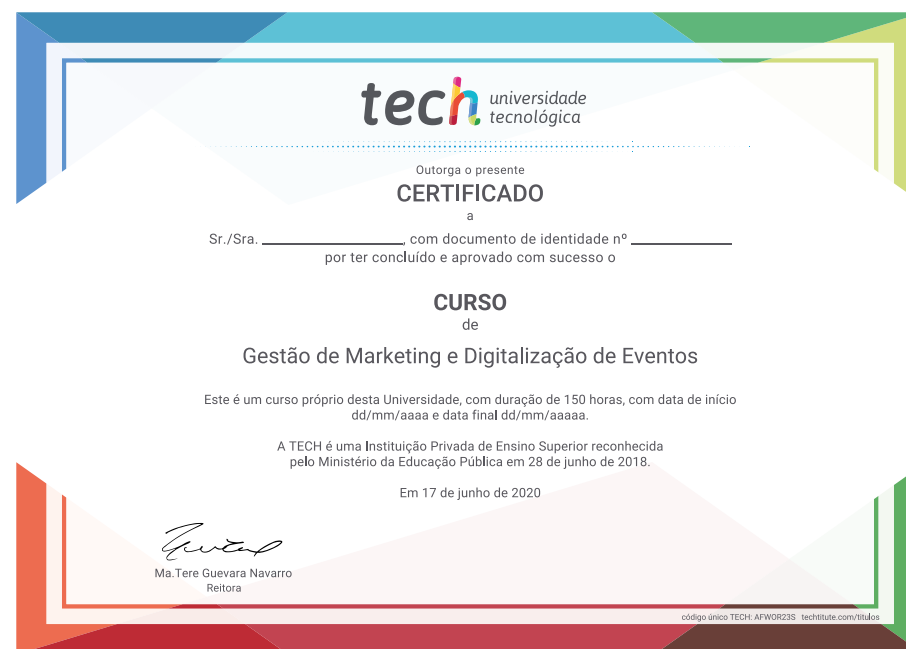 tech universidade
tecnológica
Outorga o presente
CERTIFICADO
a
Sr./Sra. ________________, com documento de identidade nº ____________
por ter concluído e aprovado com sucesso o
CURSO
de
Gestão de Marketing e Digitalização de Eventos
Este é um curso próprio desta Universidade, com duração de 150 horas, com data de início
dd/mm/aaaa e data final dd/mm/aaaaa.
A TECH é uma Instituição Privada de Ensino Superior reconhecida
pelo Ministério da Educação Pública em 28 de junho de 2018.
Em 17 de junho de 2020
Ma.Tere Guevara Navarro
Reitora
código único TECH: AFWOR23S techtitute.com/titulos